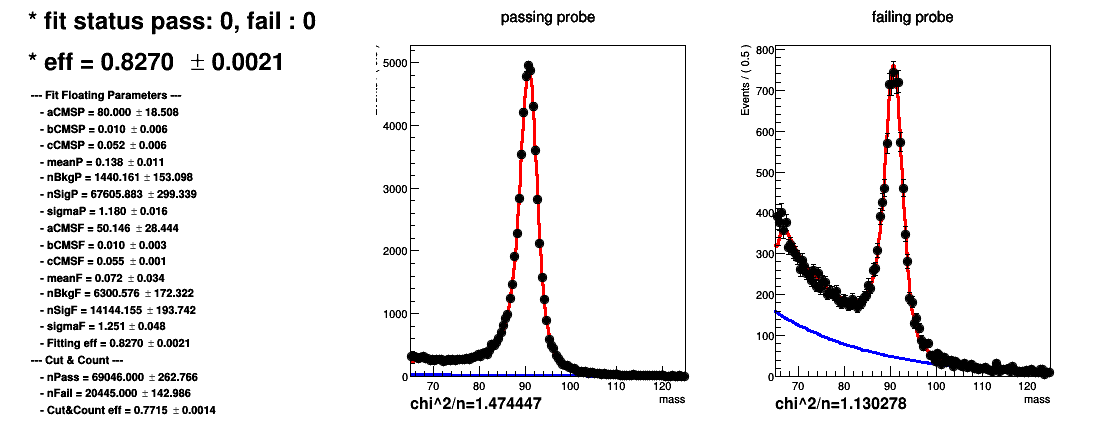 * fit status pass: 0, fail : 0
* eff = 0.8270 ± 0.0021
--- Fit Floating Parameters ---
- aCMSP = 80.000 ± 18.508
- bCMSP = 0.010 ± 0.006
- cCMSP = 0.052 ± 0.006
- meanP = 0.138 ± 0.011
- nBkgP = 1440.161 ± 153.098
- nSigP = 67605.883 ± 299.339
- sigmaP = 1.180 ± 0.016
- aCMSF = 50.146 ± 28.444
- bCMSF = 0.010 ± 0.003
- cCMSF = 0.055 ± 0.001
- meanF = 0.072 ± 0.034
- nBkgF = 6300.576 ± 172.322
- nSigF = 14144.155 ± 193.742
- sigmaF = 1.251 ± 0.048
- Fitting eff = 0.8270 ± 0.0021
--- Cut & Count ---
- nPass = 69046.000 ± 262.766
- nFail = 20445.000 ± 142.986
- Cut&Count eff = 0.7715 ± 0.0014
passing probe
5000
4000
3000
2000
1000
0
70 80 90 100 110 120
mass
chi^2/n=1.474447
failing probe
Events / ( 0.5 )
800
700
600
500
400
300
200
100
0
70 80 90 100 110 120
mass
chi^2/n=1.130278